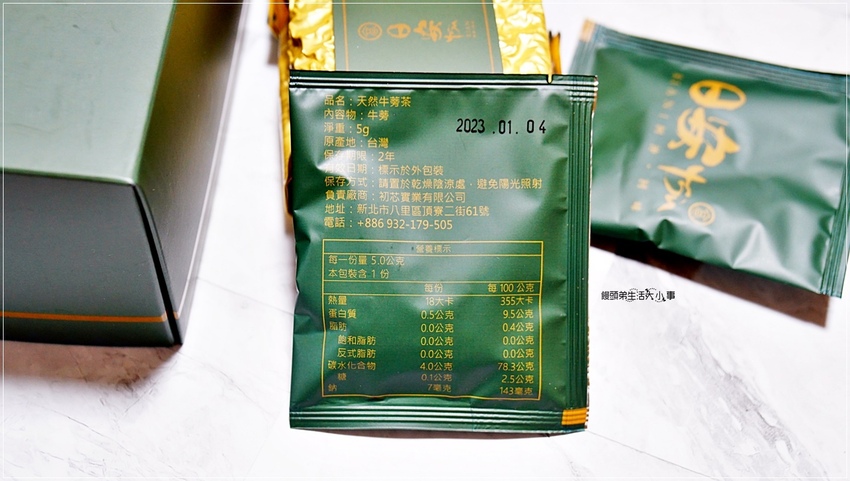 品名：天然牛蒡茶
內容物：牛蒡
淨重：5g
原產地：台灣
保存期限：2年
有效日期：標示於外包裝
保存方式：請置於乾燥陰涼處，避免陽光照射
負責廠商：初芯實業有限公司
地址：新北市八里區頂寮二街61號
電話：+886 932-179-505
2023.01.04
營養標示
每一份量 5.0公克
本包裝含 1 份
每份 每 100 公克
熱量 18大卡 355大卡
蛋白質 0.5公克 9.5公克
脂肪 0.0公克 0.4公克
飽和脂肪 0.0公克 0.0公克
反式脂肪 0.0公克 0.0公克
碳水化合物 4.0公克 78.3公克
糖 0.1公克 2.5公克
鈉 7毫克 143毫克
饅頭弟生活大小事